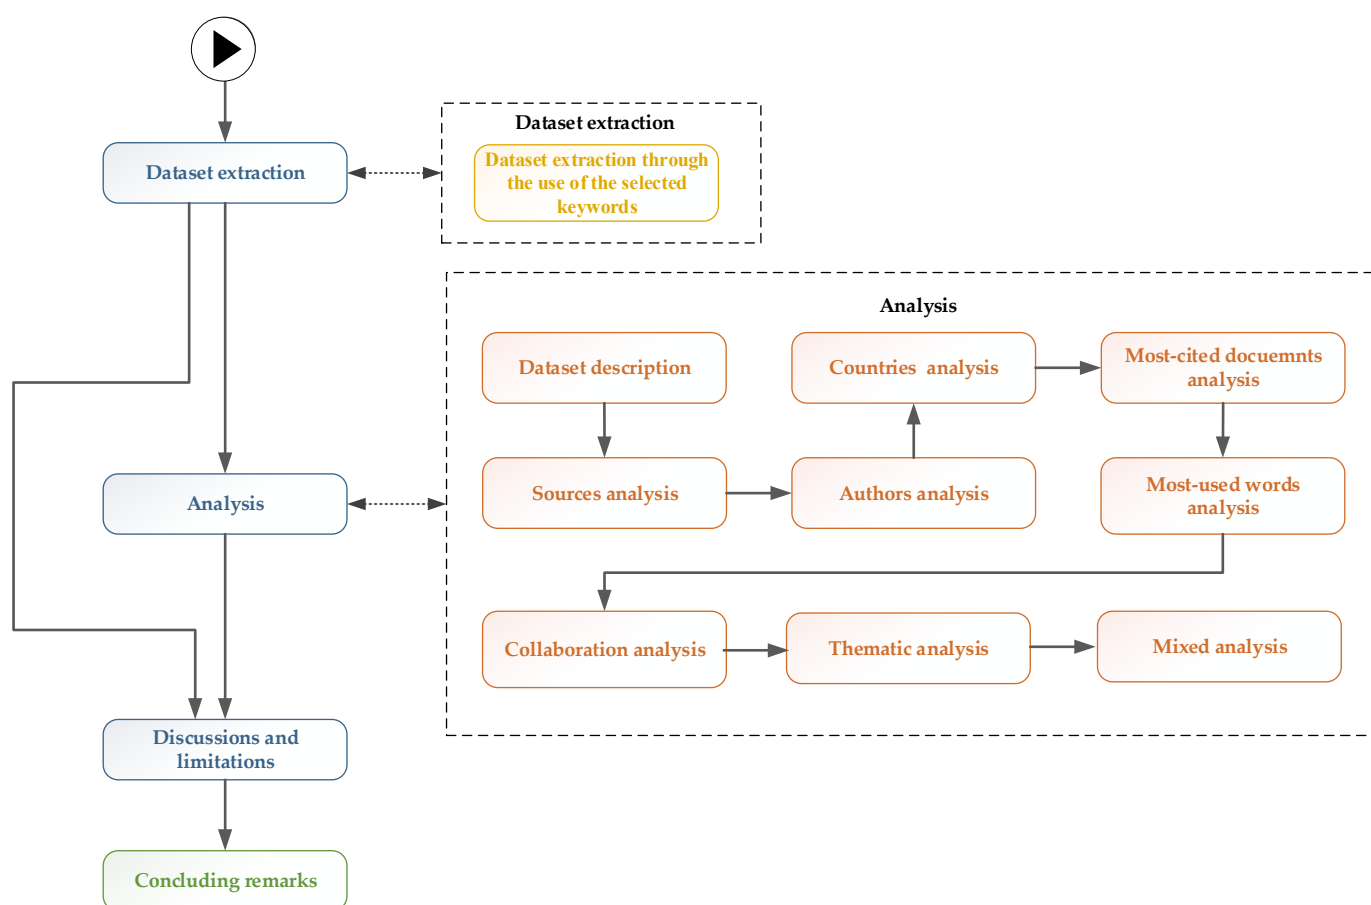 Dataset extraction
Dataset extraction
Dataset extraction through
the use of the selected
keywords
Analysis
Analysis
Dataset description
Countries  analysis
Most-cited docuemnts
analysis
Sources analysis
Authors analysis
Most-used words
analysis
Collaboration analysis
Thematic analysis
Mixed analysis
Discussions and
limitations
Concluding remarks